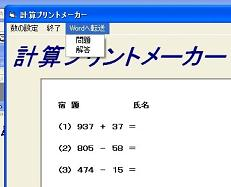 計算プリントメーカー
数の設定 終了 Wordへ転送
問題
解答
計算プリントメーカー
宿 題 氏名
(1) 937 + 37 =
(2) 805 - 58 =
(3) 474 - 15 =